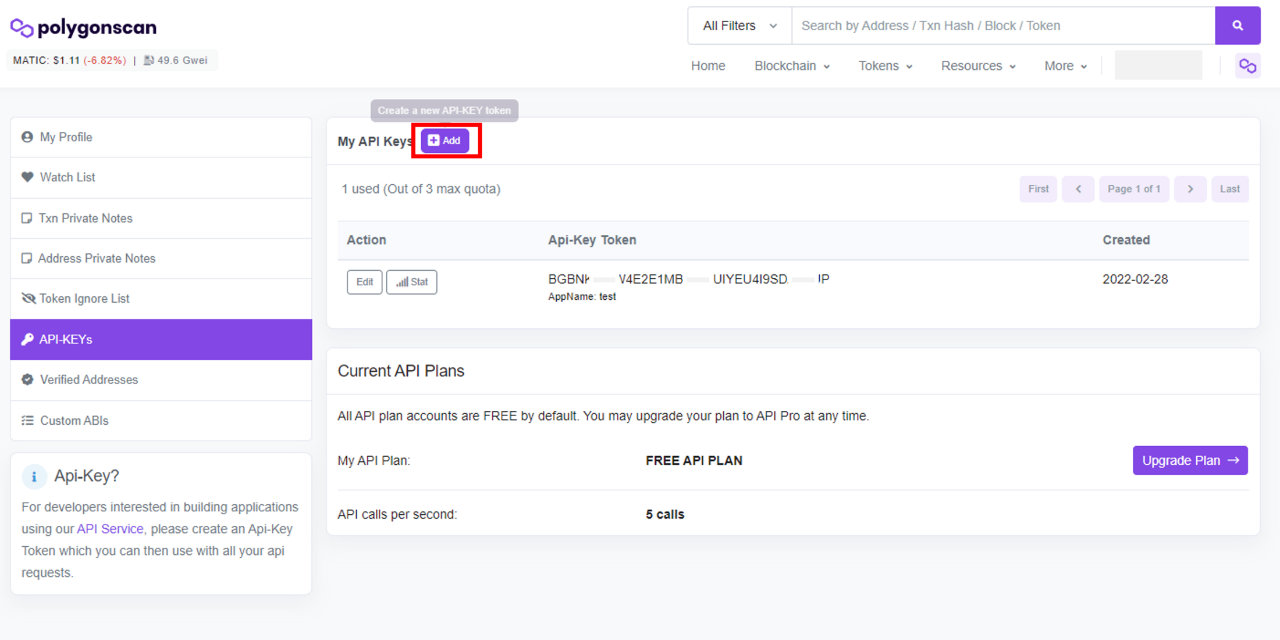 polygonscan
MATIC: $1.11 (-6.82%) | 49.6 Gwei
All Filters
Search by Address / Txn Hash / Block / Token
Home Blockchain Tokens Resources More
Create a new API-KEY token
My Profile
Watch List
Txn Private Notes
Address Private Notes
Token Ignore List
API-KEYs
Verified Addresses
Custom ABIs
Api-Key?
For developers interested in building applications
using our API Service, please create an Api-Key
Token which you can then use with all your api
requests.
My API Keys Add
1 used (Out of 3 max quota)
First Page 1 of 1 Last
Action Api-Key Token Created
Edit Stat
2022-02-28
AppName: test
Current API Plans
All API plan accounts are FREE by default. You may upgrade your plan to API Pro at any time.
My API Plan: FREE API PLAN Upgrade Plan →
API calls per second: 5 calls